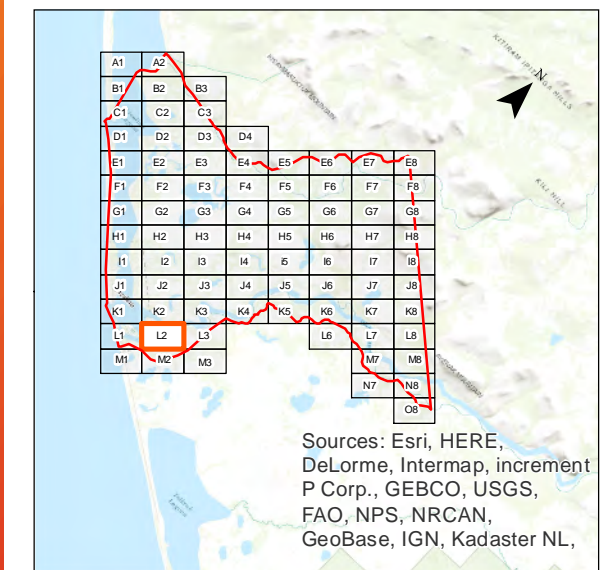 KITIRAM IPITINGA HILLS
N
A1 A2
B1 B2 B3
C1 C2 C3
D1 D2 D3 D4
E1 E2 E3 E4 E5 E6 E7 E8
F1 F2 F3 F4 F5 F6 F7 F8
G1 G2 G3 G4 G5 G6 G7 G8
H1 H2 H3 H4 H5 H6 H7 H8
I1 I2 I3 I4 I5 I6 I7 I8
J1 J2 J3 J4 J5 J6 J7 J8
K1 K2 K3 K4 K5 K6 K7 K8
L1 L2 L3 L6 L7 L8
M1 M2 M3 M7 M8
N7 N8
O8
Sources: Esri, HERE,
DeLorme, Intermap, increment
P Corp., GEBCO, USGS,
FAO, NPS, NRCAN,
GeoBase, IGN, Kadaster NL,